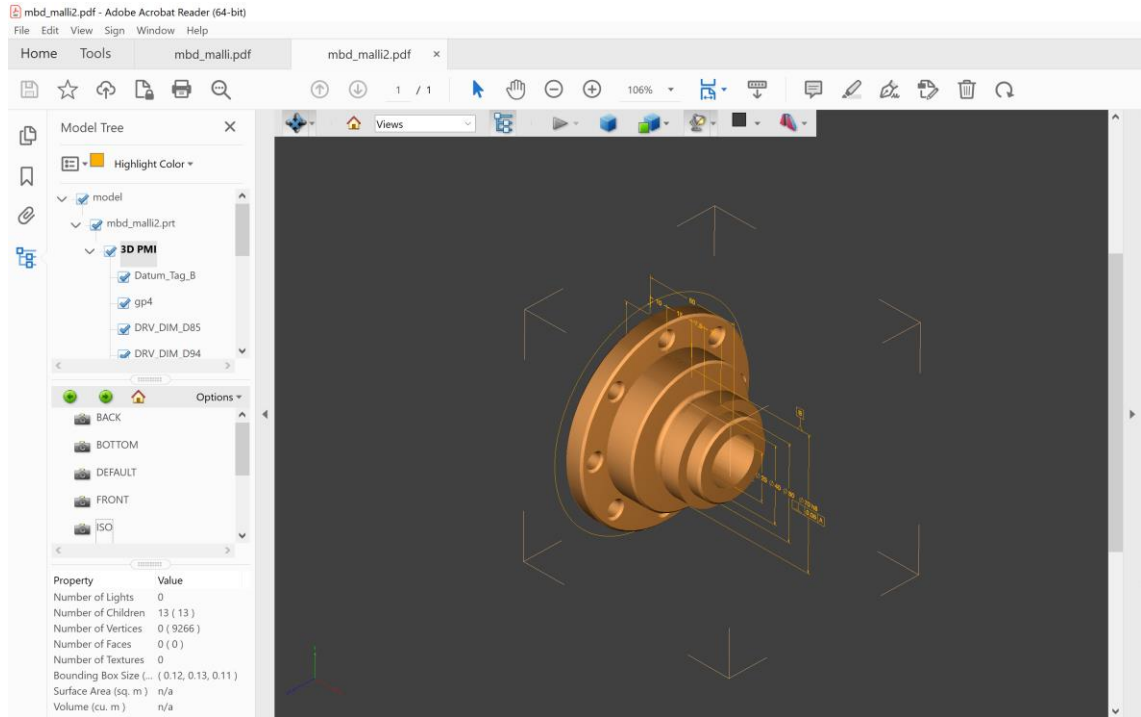 mbd_malli2.pdf - Adobe Acrobat Reader (64-bit)
File Edit View Sign Window Help
Home Tools mbd_malli.pdf mbd_malli2.pdf ×
1 / 1 106%
Model Tree ×
Views
Highlight Color
model
mbd_malli2.prt
3D PMI
Datum_Tag_B
gp4
DRV_DIM_D85
DRV_DIM_D94
Options
BACK
BOTTOM
DEFAULT
FRONT
ISO
Property Value
Number of Lights 0
Number of Children 13 ( 13 )
Number of Vertices 0 ( 9266 )
Number of Faces 0 ( 0 )
Number of Textures 0
Bounding Box Size (... ( 0.12, 0.13, 0.11 )
Surface Area (sq. m ) n/a
Volume (cu. m ) n/a
60
B